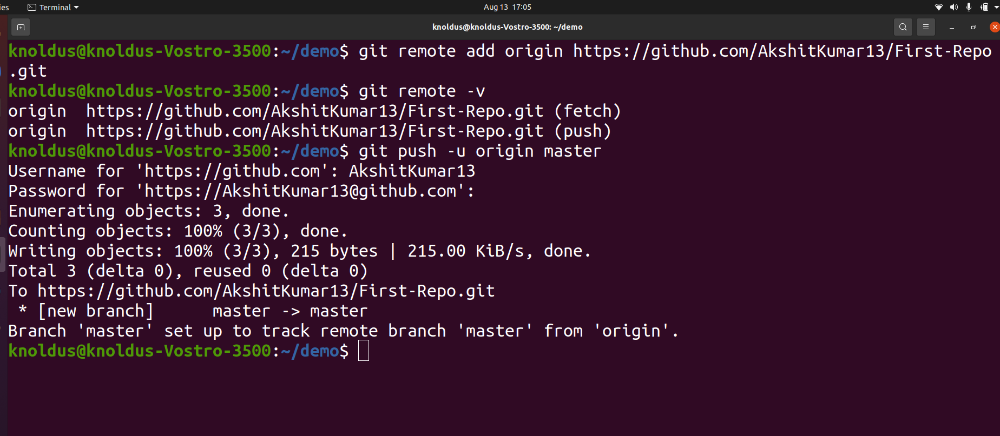 ies Terminal Aug 13 17:05
knoldus@knoldus-Vostro-3500: ~/demo
knoldus@knoldus-Vostro-3500:~/demo$ git remote add origin https://github.com/AkshitKumar13/First-Repo
.git
knoldus@knoldus-Vostro-3500:~/demo$ git remote -v
origin  https://github.com/AkshitKumar13/First-Repo.git (fetch)
origin  https://github.com/AkshitKumar13/First-Repo.git (push)
knoldus@knoldus-Vostro-3500:~/demo$ git push -u origin master
Username for 'https://github.com': AkshitKumar13
Password for 'https://AkshitKumar13@github.com':
Enumerating objects: 3, done.
Counting objects: 100% (3/3), done.
Writing objects: 100% (3/3), 215 bytes | 215.00 KiB/s, done.
Total 3 (delta 0), reused 0 (delta 0)
To https://github.com/AkshitKumar13/First-Repo.git
 * [new branch]      master -> master
Branch 'master' set up to track remote branch 'master' from 'origin'.
knoldus@knoldus-Vostro-3500:~/demo$